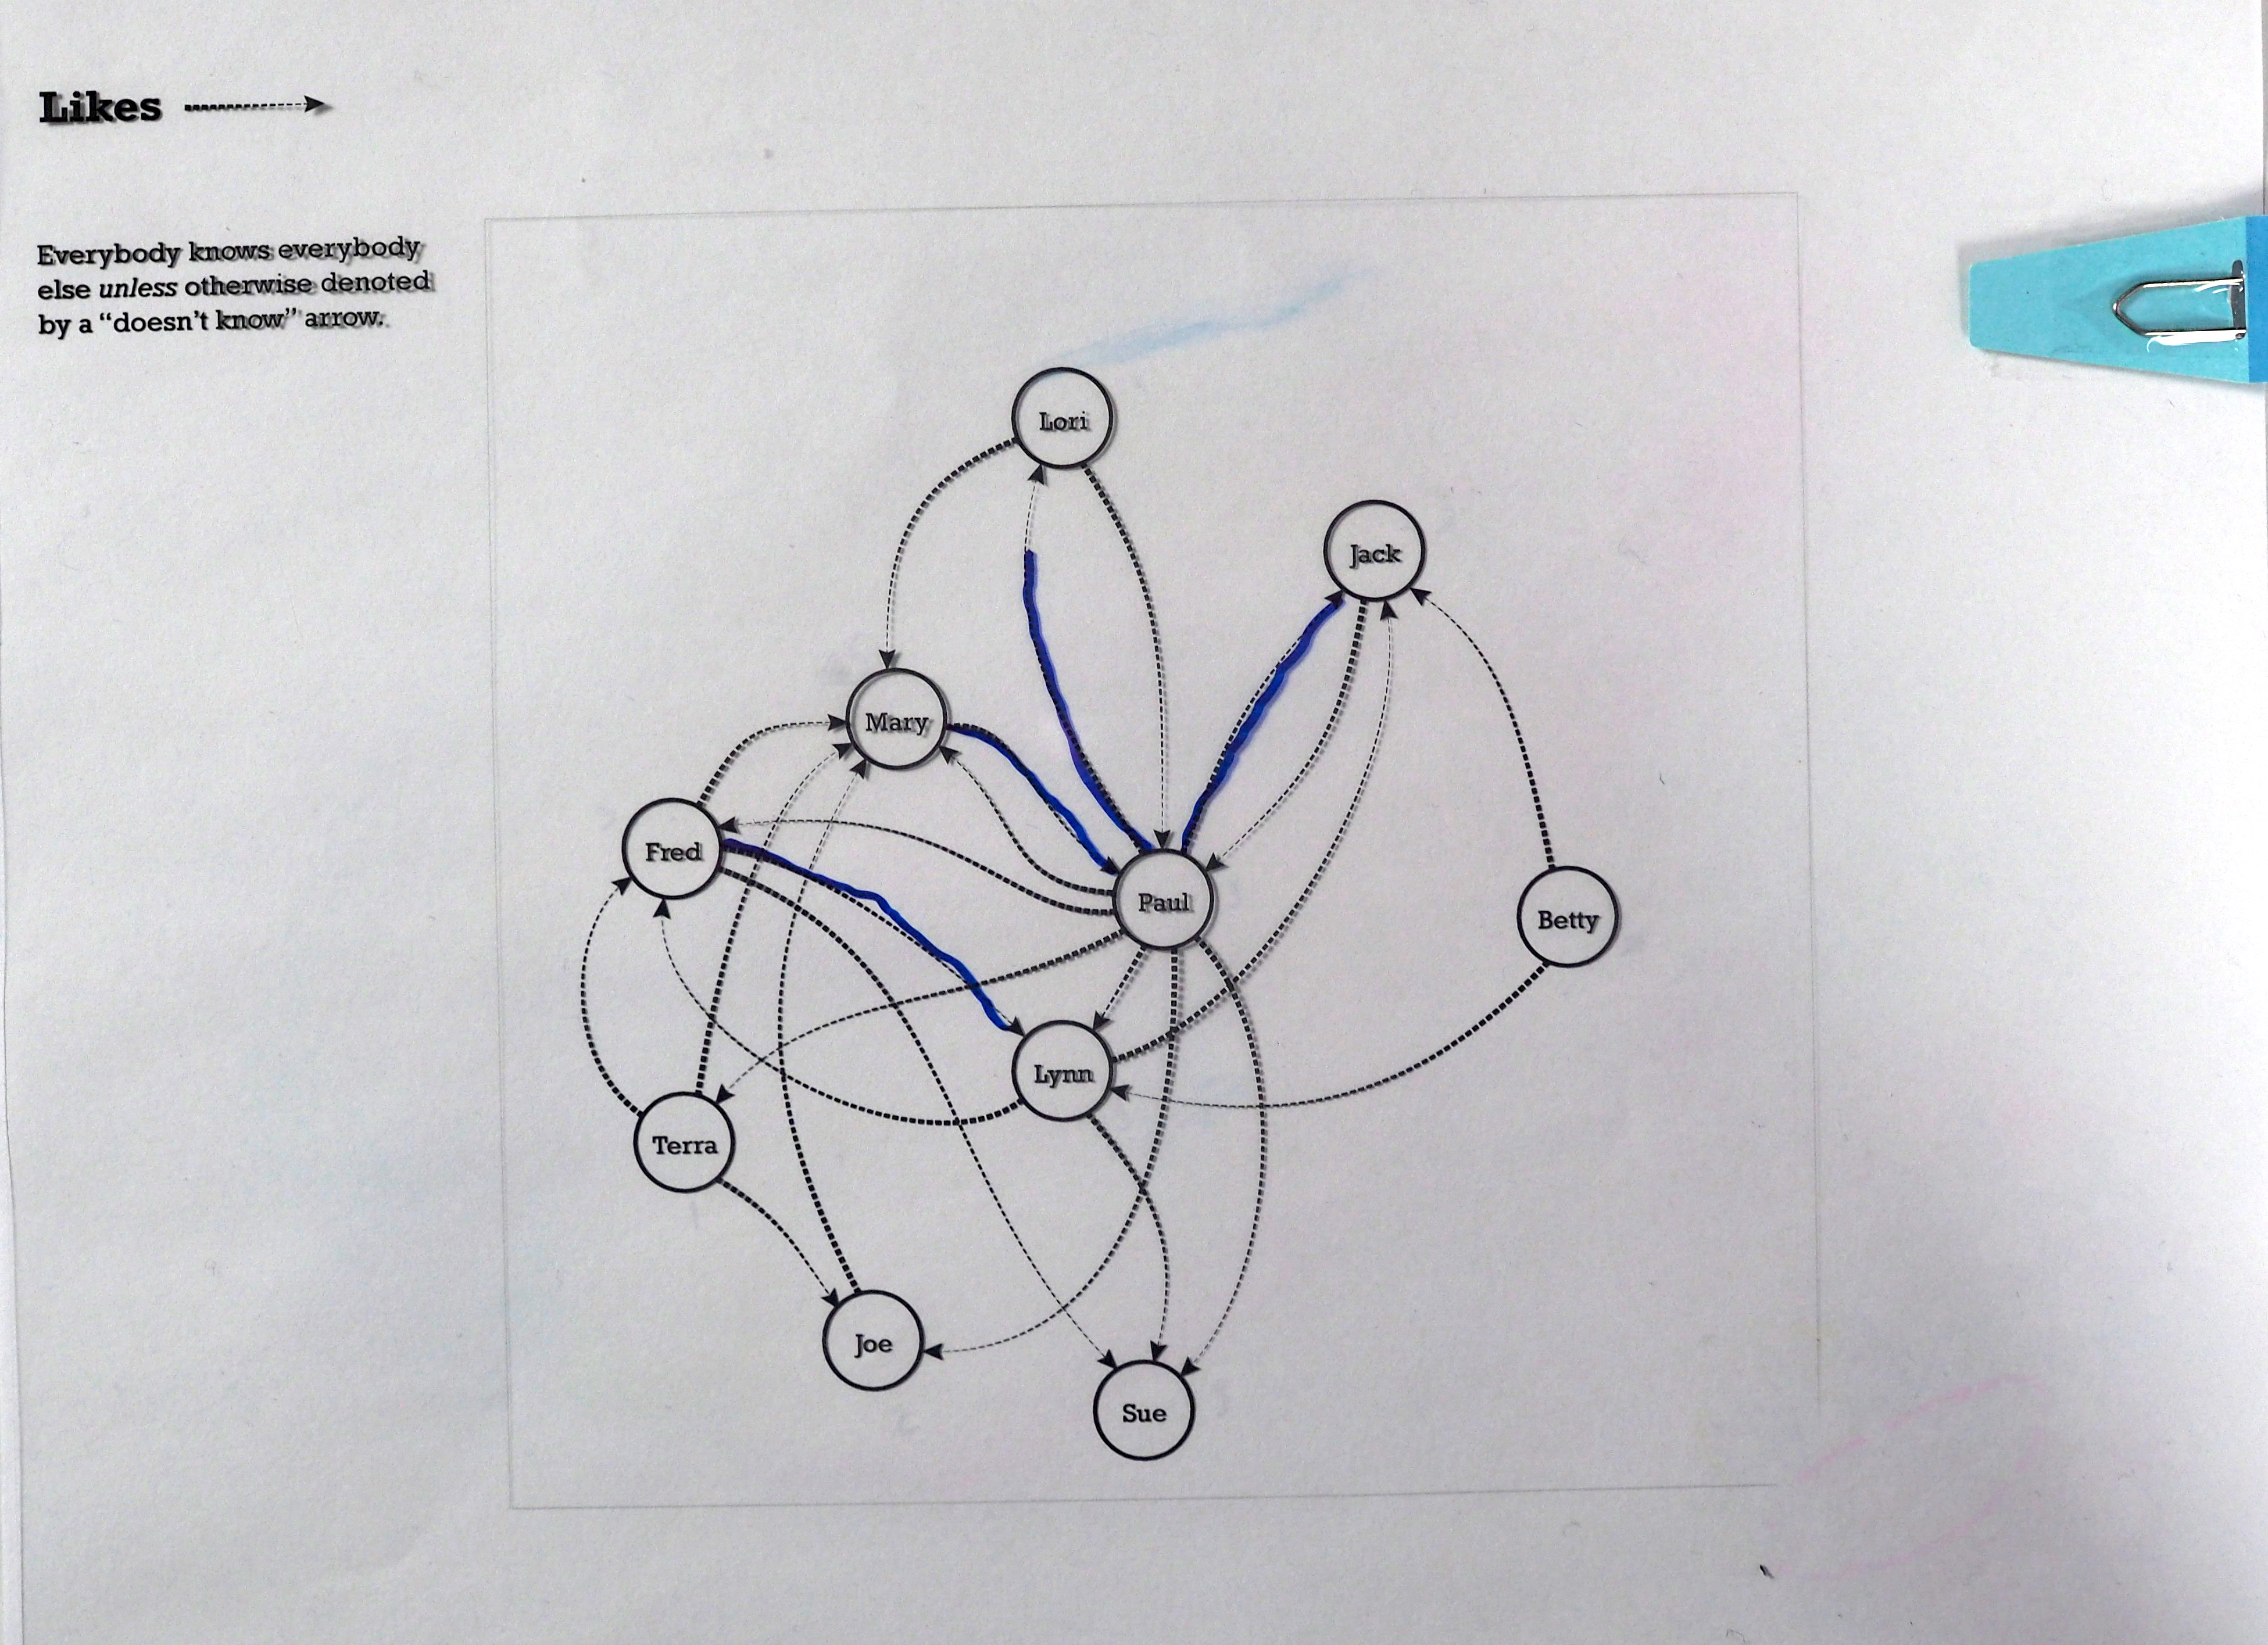 Likes
Everybody knows everybody
else unless otherwise denoted
by a “doesn’t know” arrow.
Lori
Jack
Mary
Fred
Paul
Betty
Lynn
Terra
Joe
Sue